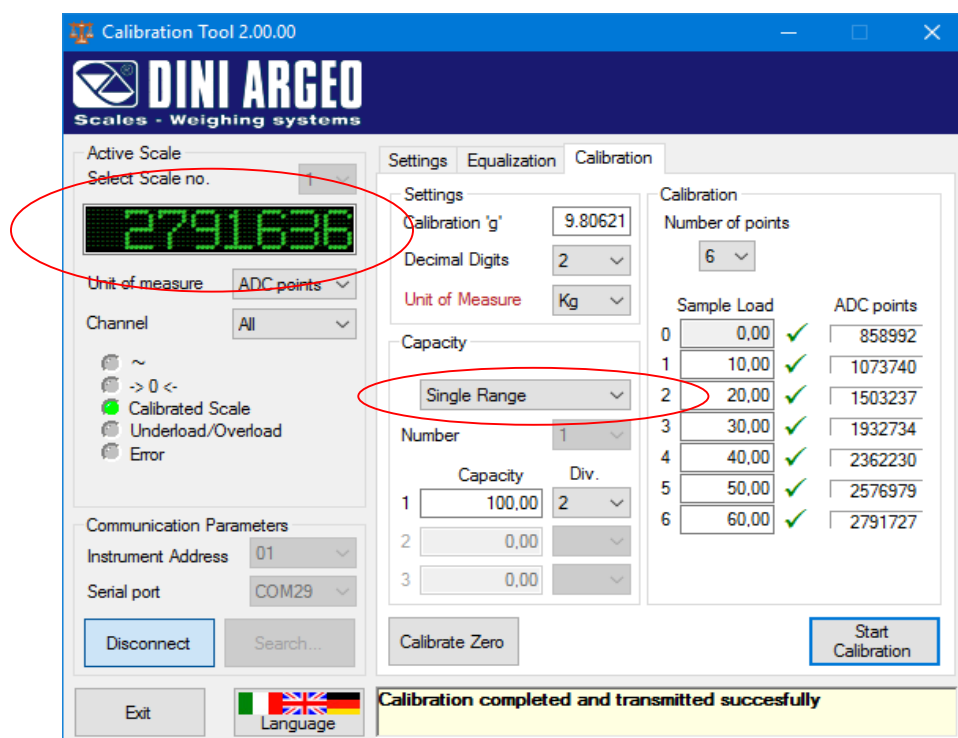 Calibration Tool 2.00.00
DINI ARGEO
Scales - Weighing systems
Active Scale
Select Scale no. 1
2791636
Unit of measure ADC points
Channel All
~
-> 0 <-
Calibrated Scale
Underload/Overload
Error
Communication Parameters
Instrument Address 01
Serial port COM29
Disconnect Search...
Exit Language
Settings Equalization Calibration
Settings
Calibration 'g' 9.80621
Decimal Digits 2
Unit of Measure Kg
Capacity
Single Range
Number 1
Capacity Div.
1 100,00 2
2 0,00
3 0,00
Calibrate Zero
Calibration
Number of points
6
Sample Load ADC points
0 0,00 858992
1 10,00 1073740
2 20,00 1503237
3 30,00 1932734
4 40,00 2362230
5 50,00 2576979
6 60,00 2791727
Start
Calibration
Calibration completed and transmitted succesfully